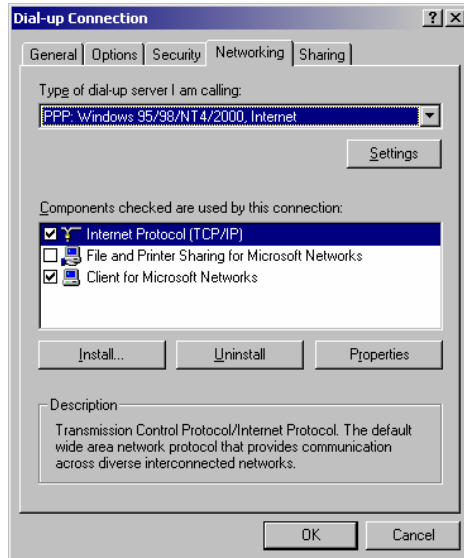 Dial-up Connection
General
Options
Security
Networking
Sharing
Type of dial-up server I am calling:
PPP: Windows 95/98/NT4/2000, Internet
Settings
Components checked are used by this connection:
Internet Protocol (TCP/IP)
File and Printer Sharing for Microsoft Networks
Client for Microsoft Networks
Install...
Uninstall
Properties
Description
Transmission Control Protocol/Internet Protocol. The default
wide area network protocol that provides communication
across diverse interconnected networks.
OK
Cancel